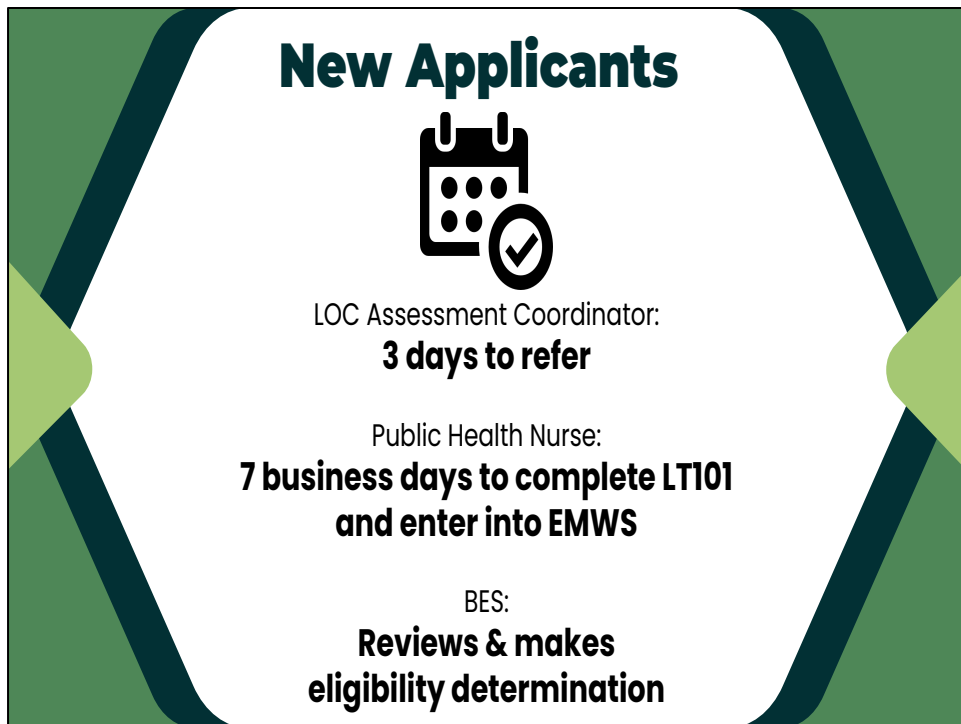 New Applicants
LOC Assessment Coordinator:
3 days to refer
Public Health Nurse:
7 business days to complete LT101
and enter into EMWS
BES:
Reviews & makes
eligibility determination